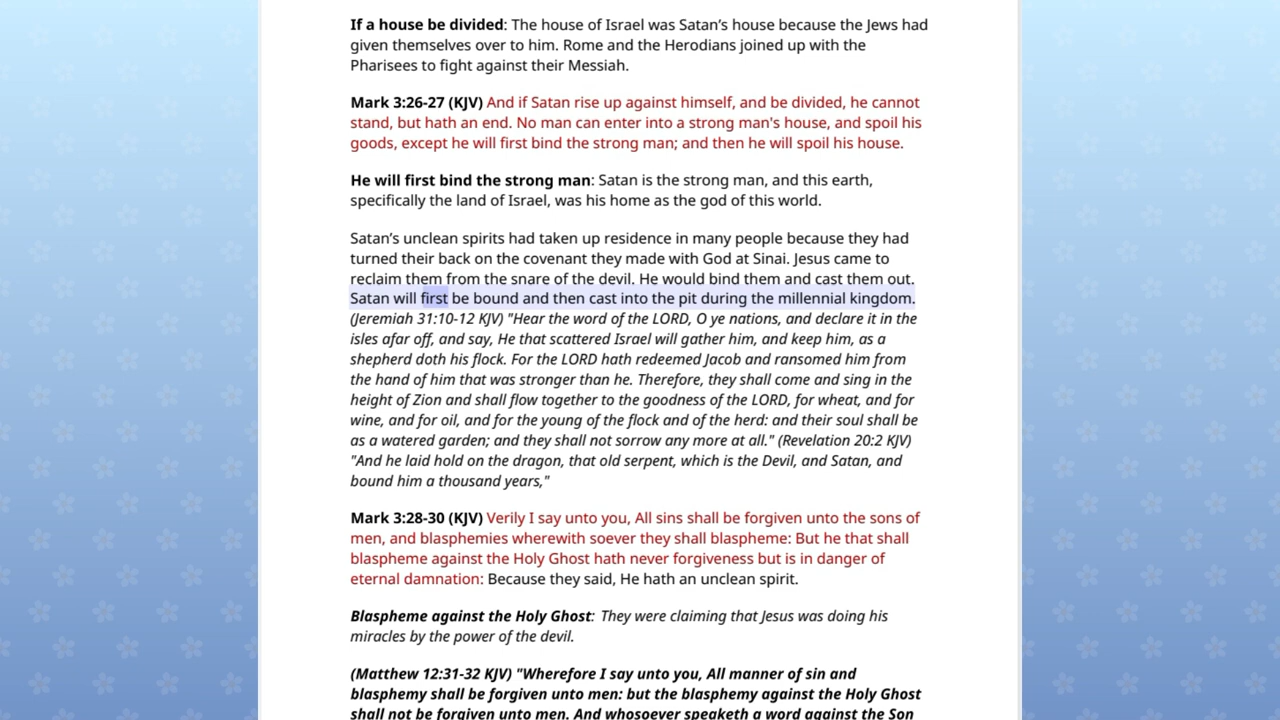 If a house be divided: The house of Israel was Satan’s house because the Jews had
given themselves over to him. Rome and the Herodians joined up with the
Pharisees to fight against their Messiah.
Mark 3:26-27 (KJV) And if Satan rise up against himself, and be divided, he cannot
stand, but hath an end. No man can enter into a strong man's house, and spoil his
goods, except he will first bind the strong man; and then he will spoil his house.
He will first bind the strong man: Satan is the strong man, and this earth,
specifically the land of Israel, was his home as the god of this world.
Satan’s unclean spirits had taken up residence in many people because they had
turned their back on the covenant they made with God at Sinai. Jesus came to
reclaim them from the snare of the devil. He would bind them and cast them out.
Satan will first be bound and then cast into the pit during the millennial kingdom.
(Jeremiah 31:10-12 KJV) "Hear the word of the LORD, O ye nations, and declare it in the
isles afar off, and say, He that scattered Israel will gather him, and keep him, as a
shepherd doth his flock. For the LORD hath redeemed Jacob and ransomed him from
the hand of him that was stronger than he. Therefore, they shall come and sing in the
height of Zion and shall flow together to the goodness of the LORD, for wheat, and for
wine, and for oil, and for the young of the flock and of the herd: and their soul shall be
as a watered garden; and they shall not sorrow any more at all." (Revelation 20:2 KJV)
"And he laid hold on the dragon, that old serpent, which is the Devil, and Satan, and
bound him a thousand years,"
Mark 3:28-30 (KJV) Verily I say unto you, All sins shall be forgiven unto the sons of
men, and blasphemies wherewith soever they shall blaspheme: But he that shall
blaspheme against the Holy Ghost hath never forgiveness but is in danger of
eternal damnation: Because they said, He hath an unclean spirit.
Blaspheme against the Holy Ghost: They were claiming that Jesus was doing his
miracles by the power of the devil.
(Matthew 12:31-32 KJV) "Wherefore I say unto you, All manner of sin and
blasphemy shall be forgiven unto men: but the blasphemy against the Holy Ghost
shall not be forgiven unto men. And whosoever speaketh a word against the Son